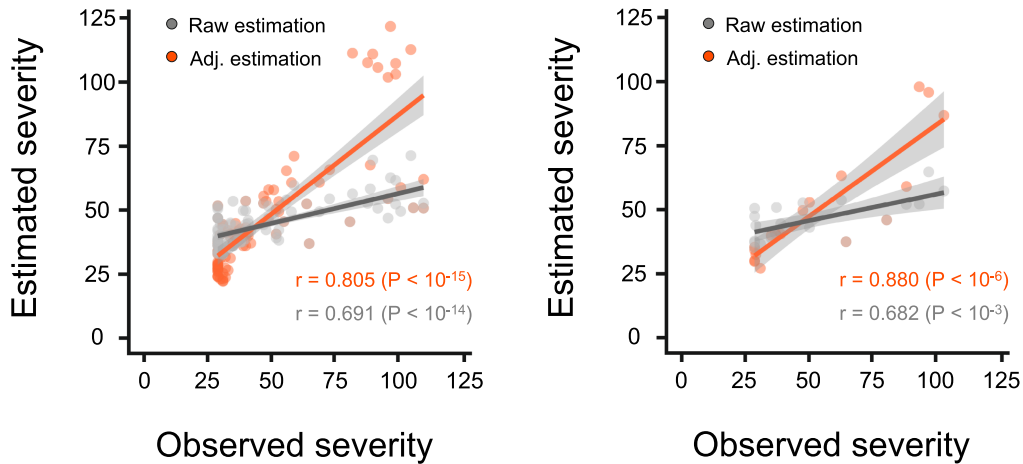 Raw estimation
Adj. estimation
Estimated severity
125
100
75
50
25
0
r = 0.805 (P < 10⁻¹⁵)
r = 0.691 (P < 10⁻¹⁴)
0 25 50 75 100 125
Observed severity
Raw estimation
Adj. estimation
Estimated severity
125
100
75
50
25
0
r = 0.880 (P < 10⁻⁶)
r = 0.682 (P < 10⁻³)
0 25 50 75 100 125
Observed severity